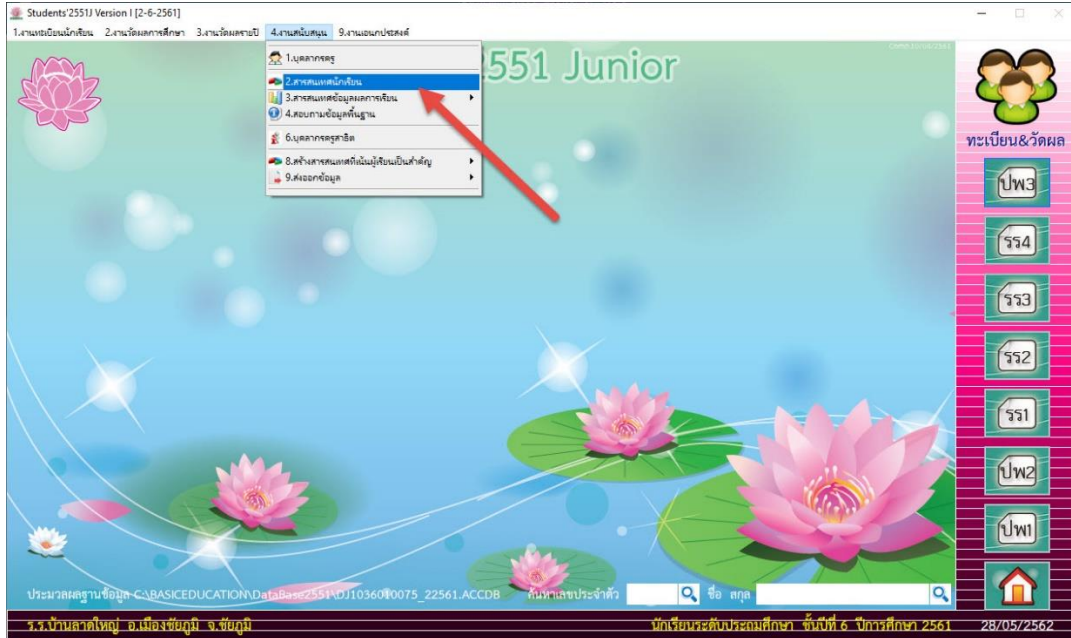 Students'2551J Version I [2-6-2561]
1.งานทะเบียนนักเรียน 2.งานวัดผลการศึกษา 3.งานวัดผลรายปี 4.งานสนับสนุน 9.งานเอนกประสงค์
1.บุคลากรครู
2.สารสนเทศนักเรียน
3.สารสนเทศข้อมูลผลการเรียน
4.สอบถามข้อมูลพื้นฐาน
6.บุคลากรครูสาธิต
8.สร้างสารสนเทศที่เน้นผู้เรียนเป็นสำคัญ
9.ส่งออกข้อมูล
2551 Junior
ทะเบียน&วัดผล
ปพ3
รร4
รร3
รร2
รร1
ปพ2
ปพ1
ประมวลผลฐานข้อมูล C:\BASICEDUCATION\DataBase2551\DJ1036010075_22561.ACCDB ค้นหาเลขประจำตัว ชื่อ สกุล
ร.ร.บ้านลาดใหญ่ อ.เมืองชัยภูมิ จ.ชัยภูมิ นักเรียนระดับประถมศึกษา ชั้นปีที่ 6 ปีการศึกษา 2561 28/05/2562